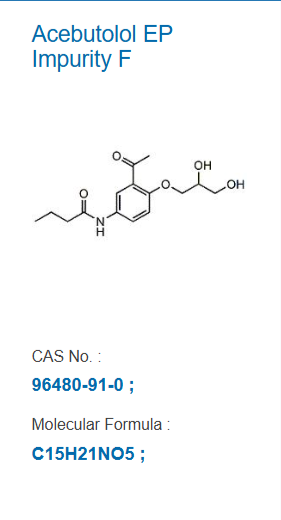 Acebutolol EP
Impurity F
O
O
O
OH
OH
N
H
CAS No. :
96480-91-0 ;
Molecular Formula :
C15H21NO5 ;